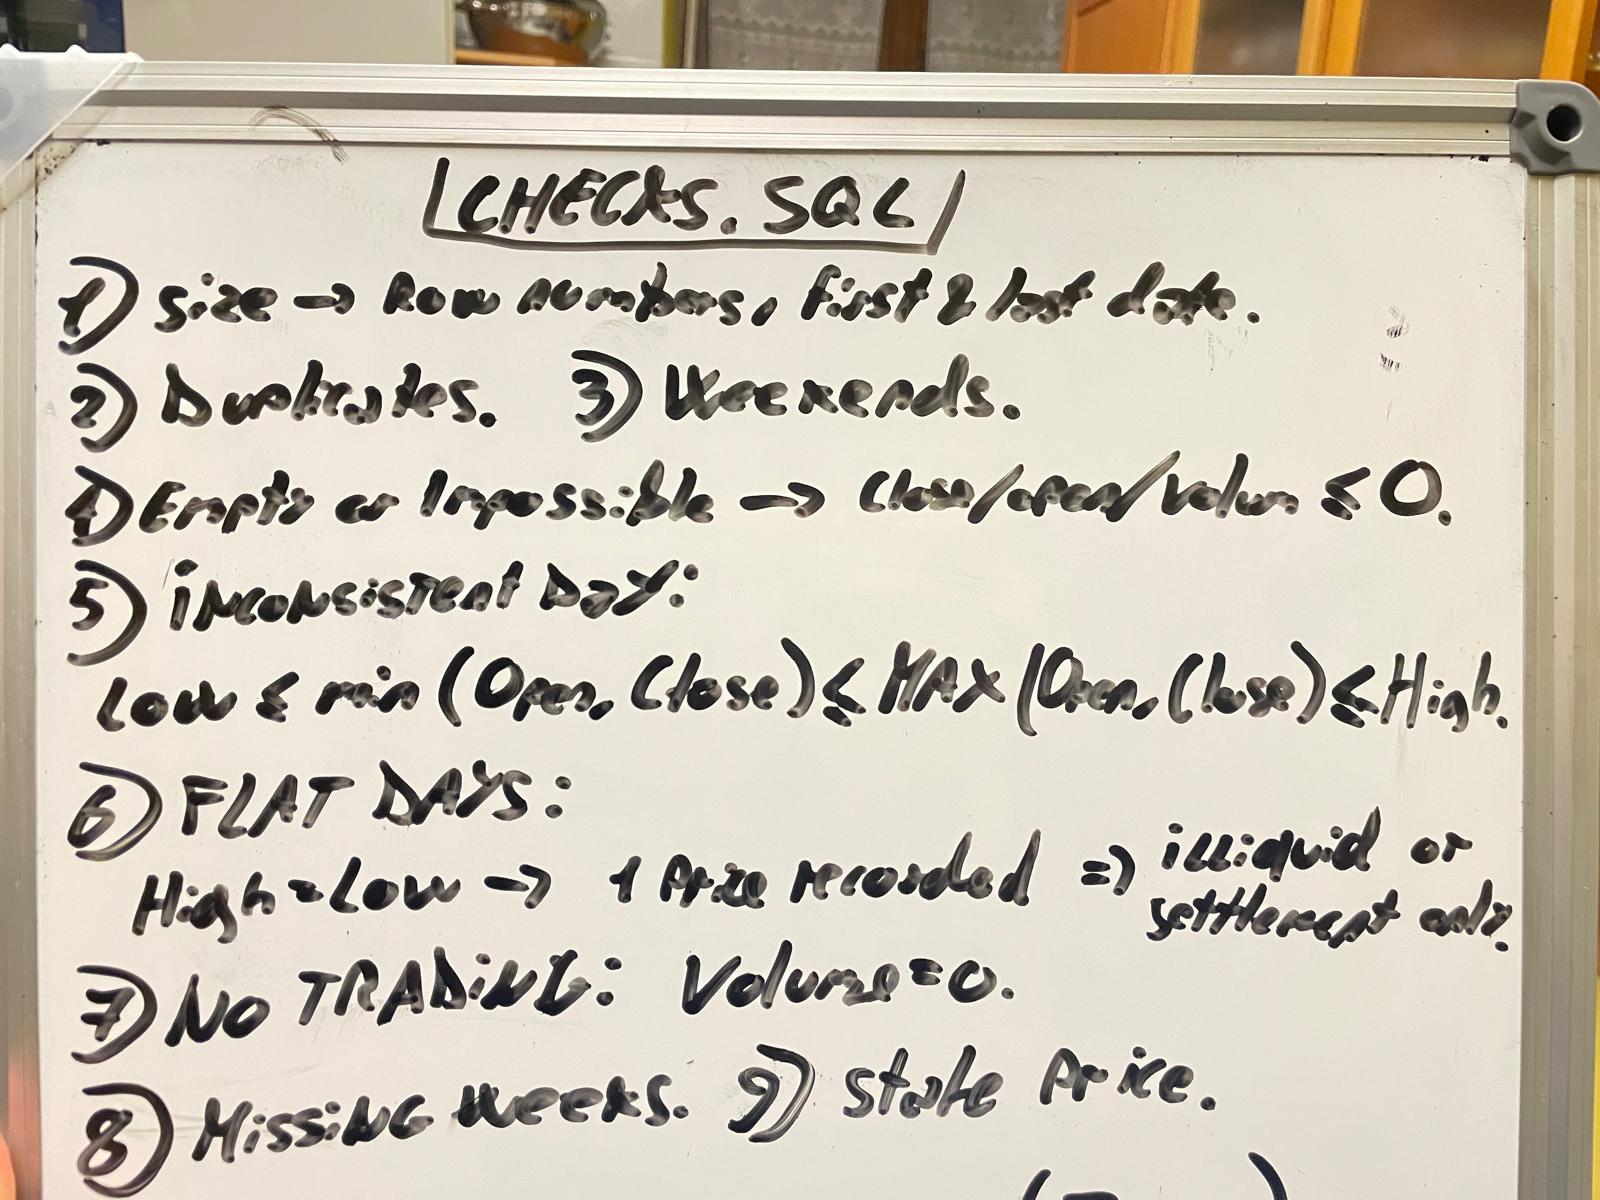 CHECKS.SQL
1) Size → Row numbers, first & last date.
2) Duplicates. 3) Weekends.
4) Empty or Impossible → Close/open/volum ≤ 0.
5) inconsistent DAY:
Low ≤ min (Open, Close) ≤ MAX (Open, Close) ≤ High.
6) FLAT DAYS:
High = Low → 1 Price recorded ⇒ illiquid or
settlement only.
7) NO TRADING: Volume = 0.
8) Missing Weeks. 9) Stale Price.